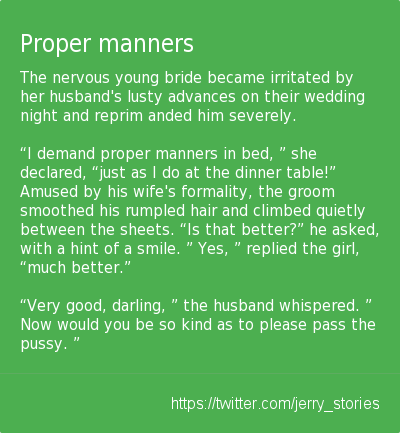 Proper manners
The nervous young bride became irritated by
her husband's lusty advances on their wedding
night and reprim anded him severely.
“I demand proper manners in bed, ” she
declared, “just as I do at the dinner table!”
Amused by his wife's formality, the groom
smoothed his rumpled hair and climbed quietly
between the sheets. “Is that better?” he asked,
with a hint of a smile. ” Yes, ” replied the girl,
“much better.”
“Very good, darling, ” the husband whispered. ”
Now would you be so kind as to please pass the
pussy. ”
https://twitter.com/jerry_stories